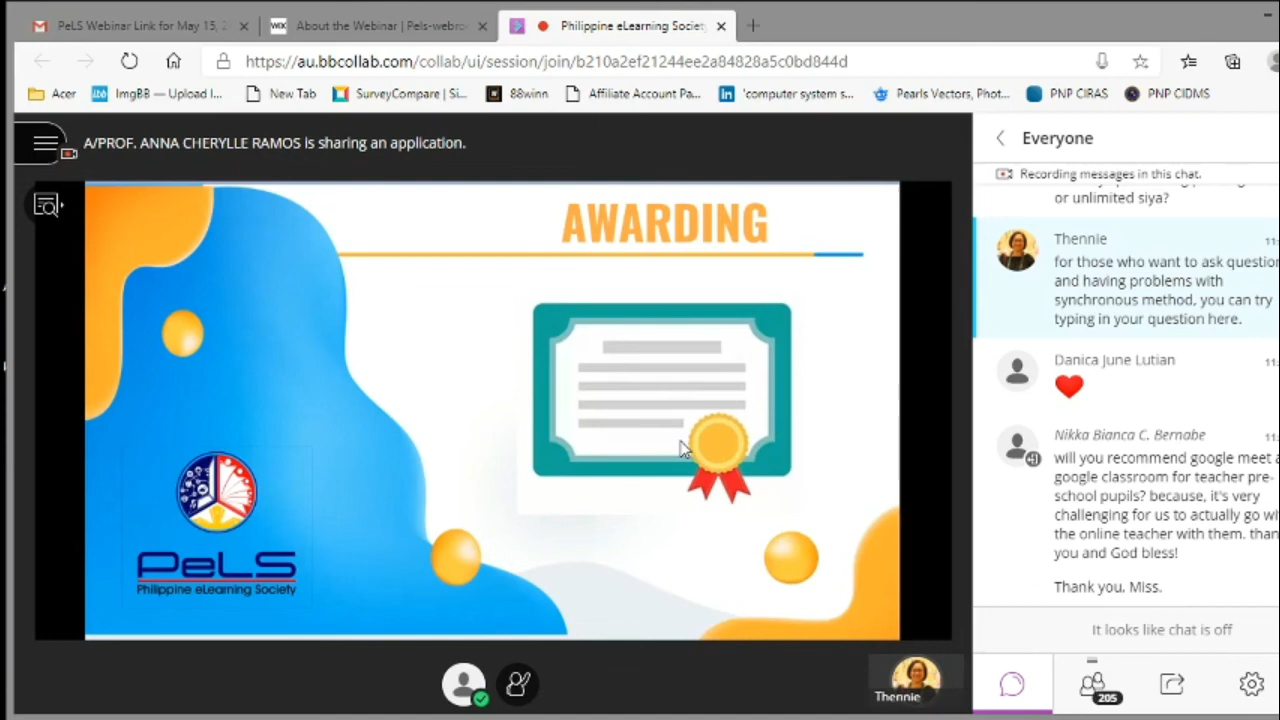 PeLS Webinar Link for May 15, 2
About the Webinar | Pels-webro
Philippine eLearning Society
https://au.bbcollab.com/collab/ui/session/join/b210a2ef21244ee2a84828a5c0bd844d
Acer
ImgBB — Upload I...
New Tab
SurveyCompare | Si...
88winn
Affiliate Account Pa...
'computer system s...
Pearls Vectors, Phot...
PNP CIRAS
PNP CIDMS
A/PROF. ANNA CHERYLLE RAMOS is sharing an application.
AWARDING
PeLS
Philippine eLearning Society
Thennie
Everyone
Recording messages in this chat.
or unlimited siya?
Thennie
for those who want to ask question
and having problems with
synchronous method, you can try
typing in your question here.
Danica June Lutian
Nikka Bianca C. Bernabe
will you recommend google meet a
google classroom for teacher pre-
school pupils? because, it's very
challenging for us to actually go wi
the online teacher with them. than
you and God bless!
Thank you, Miss.
It looks like chat is off
205